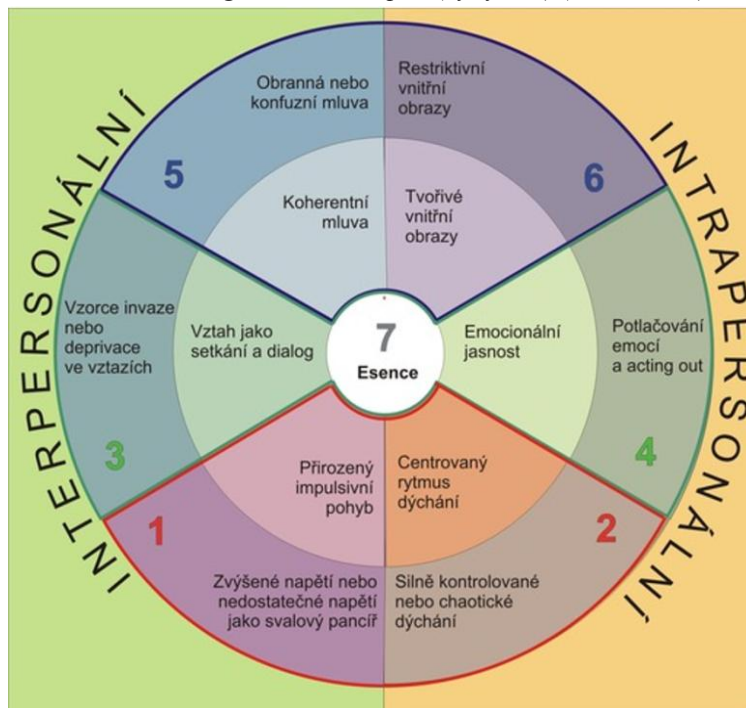 INTERPERSONÁLNÍ
INTRAPERSONÁLNÍ
Obranná nebo
konfuzní mluva
5
Restriktivní
vnitřní
obrazy
6
Koherentní
mluva
Tvořivé
vnitřní
obrazy
Vzorce invaze
nebo
deprivace
ve vztazích
3
Vztah jako
setkání a dialog
7
Esence
Emocionální
jasnost
Potlačování
emocí
a acting out
4
Přirozený
impulsivní
pohyb
Centrovaný
rytmus
dýchání
1
Zvýšené napětí nebo
nedostatečné napětí
jako svalový pancíř
2
Silně kontrolované
nebo chaotické
dýchání